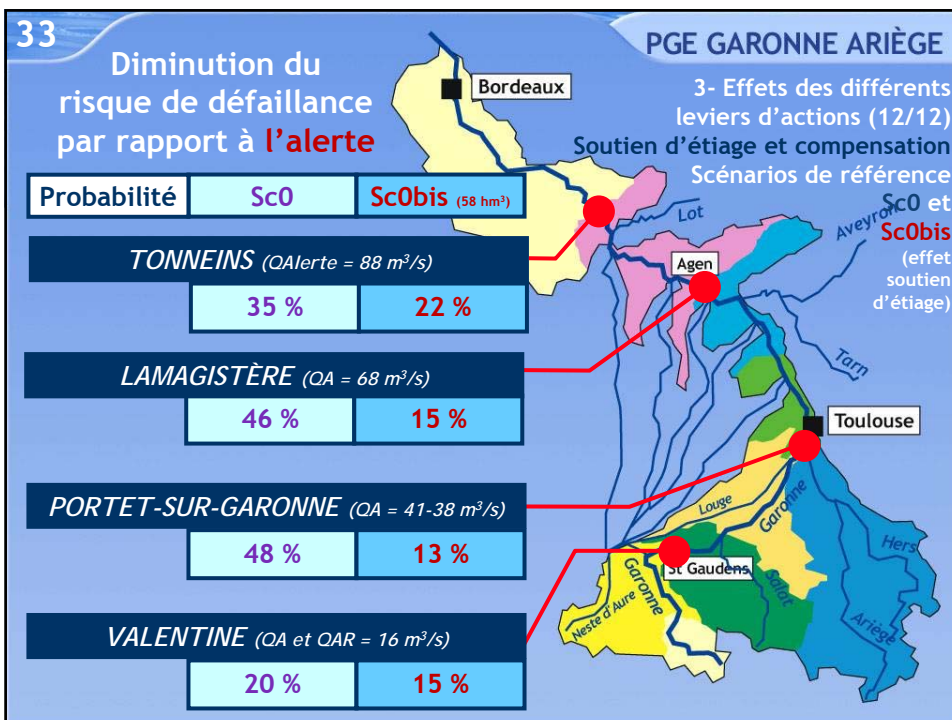 33
PGE GARONNE ARIÈGE
Diminution du
risque de défaillance
par rapport à l'alerte
3- Effets des différents
leviers d'actions (12/12)
Soutien d'étiage et compensation
Scénarios de référence
Sc0 et
Sc0bis
(effet
soutien
d'étiage)
Probabilité Sc0 Sc0bis (58 hm³)
TONNEINS (QAlerte = 88 m³/s)
35 % 22 %
LAMAGISTÈRE (QA = 68 m³/s)
46 % 15 %
PORTET-SUR-GARONNE (QA = 41-38 m³/s)
48 % 13 %
VALENTINE (QA et QAR = 16 m³/s)
20 % 15 %
Bordeaux
Lot
Aveyron
Agen
Tarn
Toulouse
Louge
Garonne
Hers
St Gaudens
Salat
Garonne
Neste d'Aure
Ariège